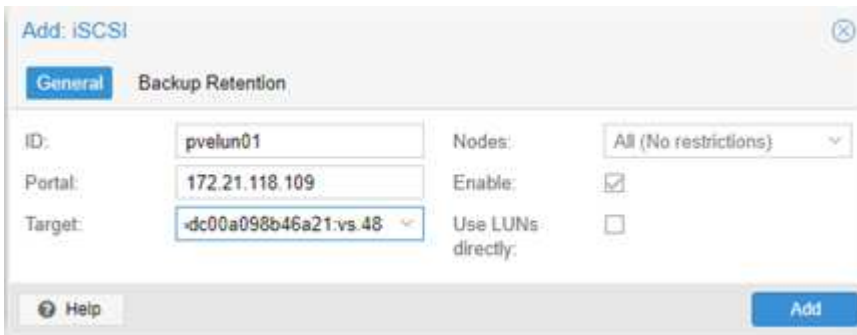 Add: iSCSI
General Backup Retention
ID: pvelun01 Nodes: All (No restrictions)
Portal: 172.21.118.109 Enable:
Target: dc00a098b46a21:vs.48 Use LUNs directly:
Help Add